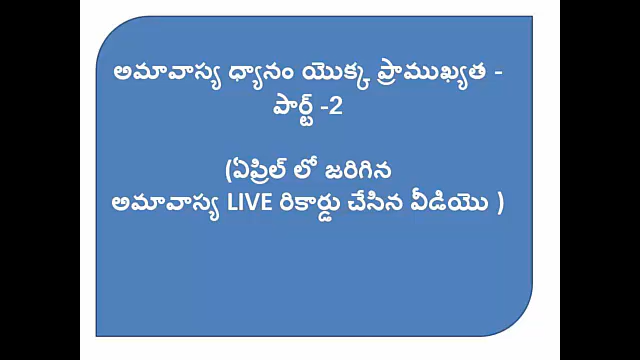 అమావాస్య ధ్యానం యొక్క ప్రాముఖ్యత -
పార్ట్ -2
(ఏప్రిల్ లో జరిగిన
అమావాస్య LIVE రికార్డు చేసిన వీడియొ )